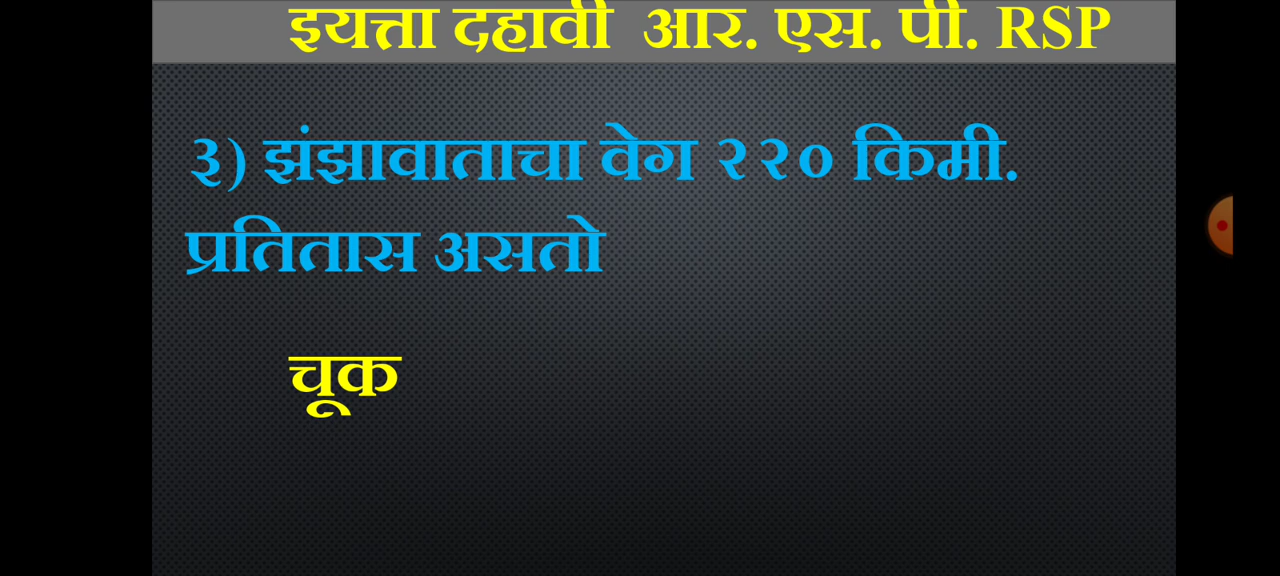 इयत्ता दहावी आर. एस. पी. RSP
३) झंझावाताचा वेग २२० किमी.
प्रतितास असतो
चूक